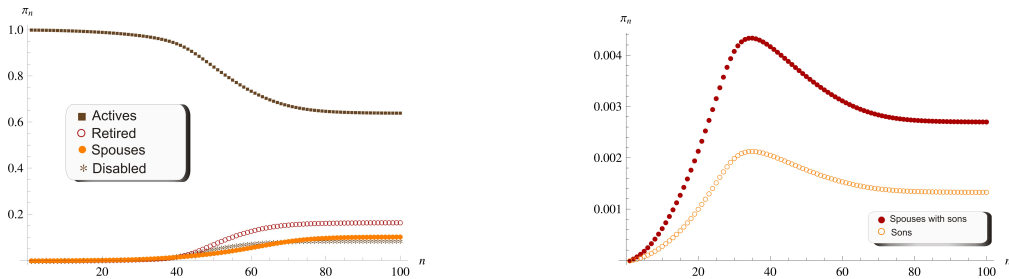 πn
1.0
0.8
0.6
0.4
0.2
Actives
Retired
Spouses
Disabled
20 40 60 80 100 n
πn
0.004
0.003
0.002
0.001
Spouses with sons
Sons
20 40 60 80 100 n